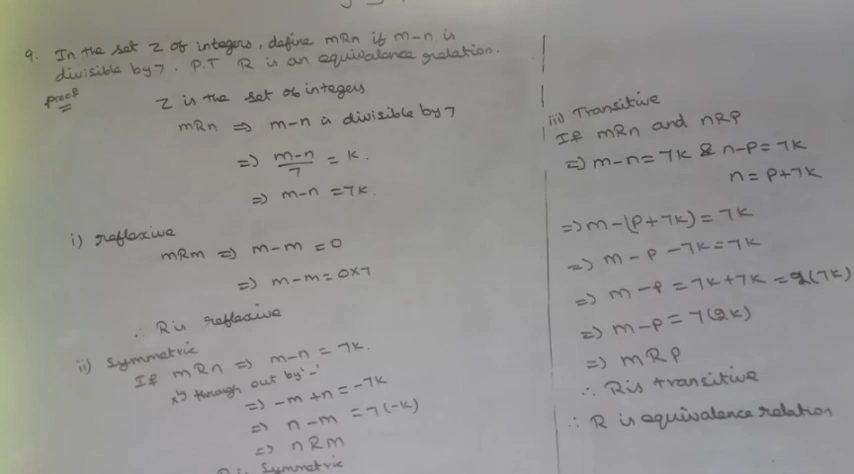 9. In the set Z of integers, define mRn if m-n is
divisible by 7. P.T R is an equivalence relation.
Proof
Z is the set of integers
mRn => m-n is divisible by 7
=> m-n/7 = k.
=> m-n = 7k.
i) reflexive
mRm => m-m = 0
=> m-m = 0×7
∴ R is reflexive
ii) Symmetric
If mRn => m-n = 7k.
xly through out by '-'
=> -m+n = -7k
=> n-m = 7(-k)
=> nRm
Symmetric
iii) Transitive
If mRn and nRp
=> m-n = 7k & n-p = 7k
n = p+7k
=> m-(p+7k) = 7k
=> m-p-7k = 7k
=> m-p = 7k+7k = 2(7k)
=> m-p = 7(2k)
=> mRp
∴ R is transitive
∴ R is equivalence relation